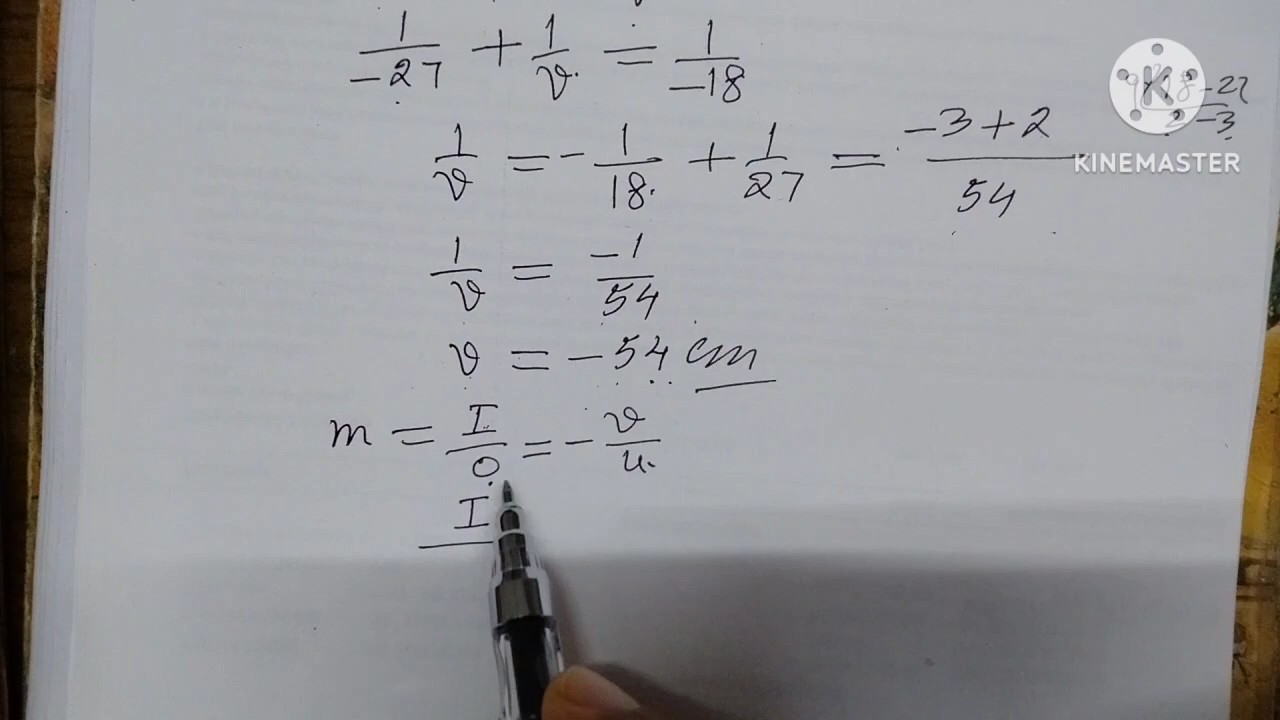 1/-27 + 1/v = 1/-18
1/v = -1/18 + 1/27 = -3+2/54
1/v = -1/54
v = -54 cm
m = I/O = -v/u
I
KINEMASTER